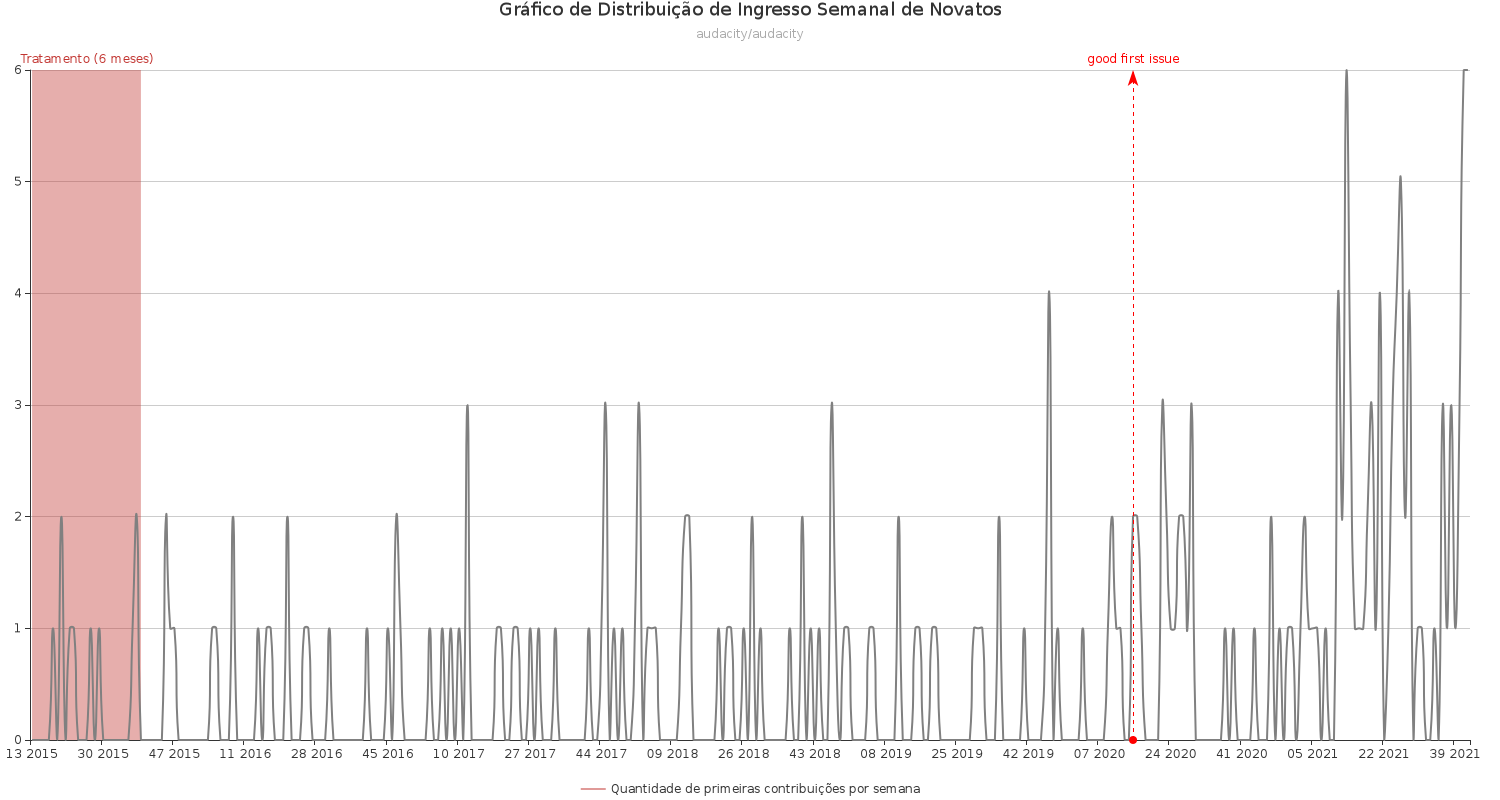 Gráfico de Distribuição de Ingresso Semanal de Novatos
audacity/audacity
Tratamento (6 meses)
good first issue
6
5
4
3
2
1
0
13 2015 30 2015 47 2015 11 2016 28 2016 45 2016 10 2017 27 2017 44 2017 09 2018 26 2018 43 2018 08 2019 25 2019 42 2019 07 2020 24 2020 41 2020 05 2021 22 2021 39 2021
Quantidade de primeiras contribuições por semana